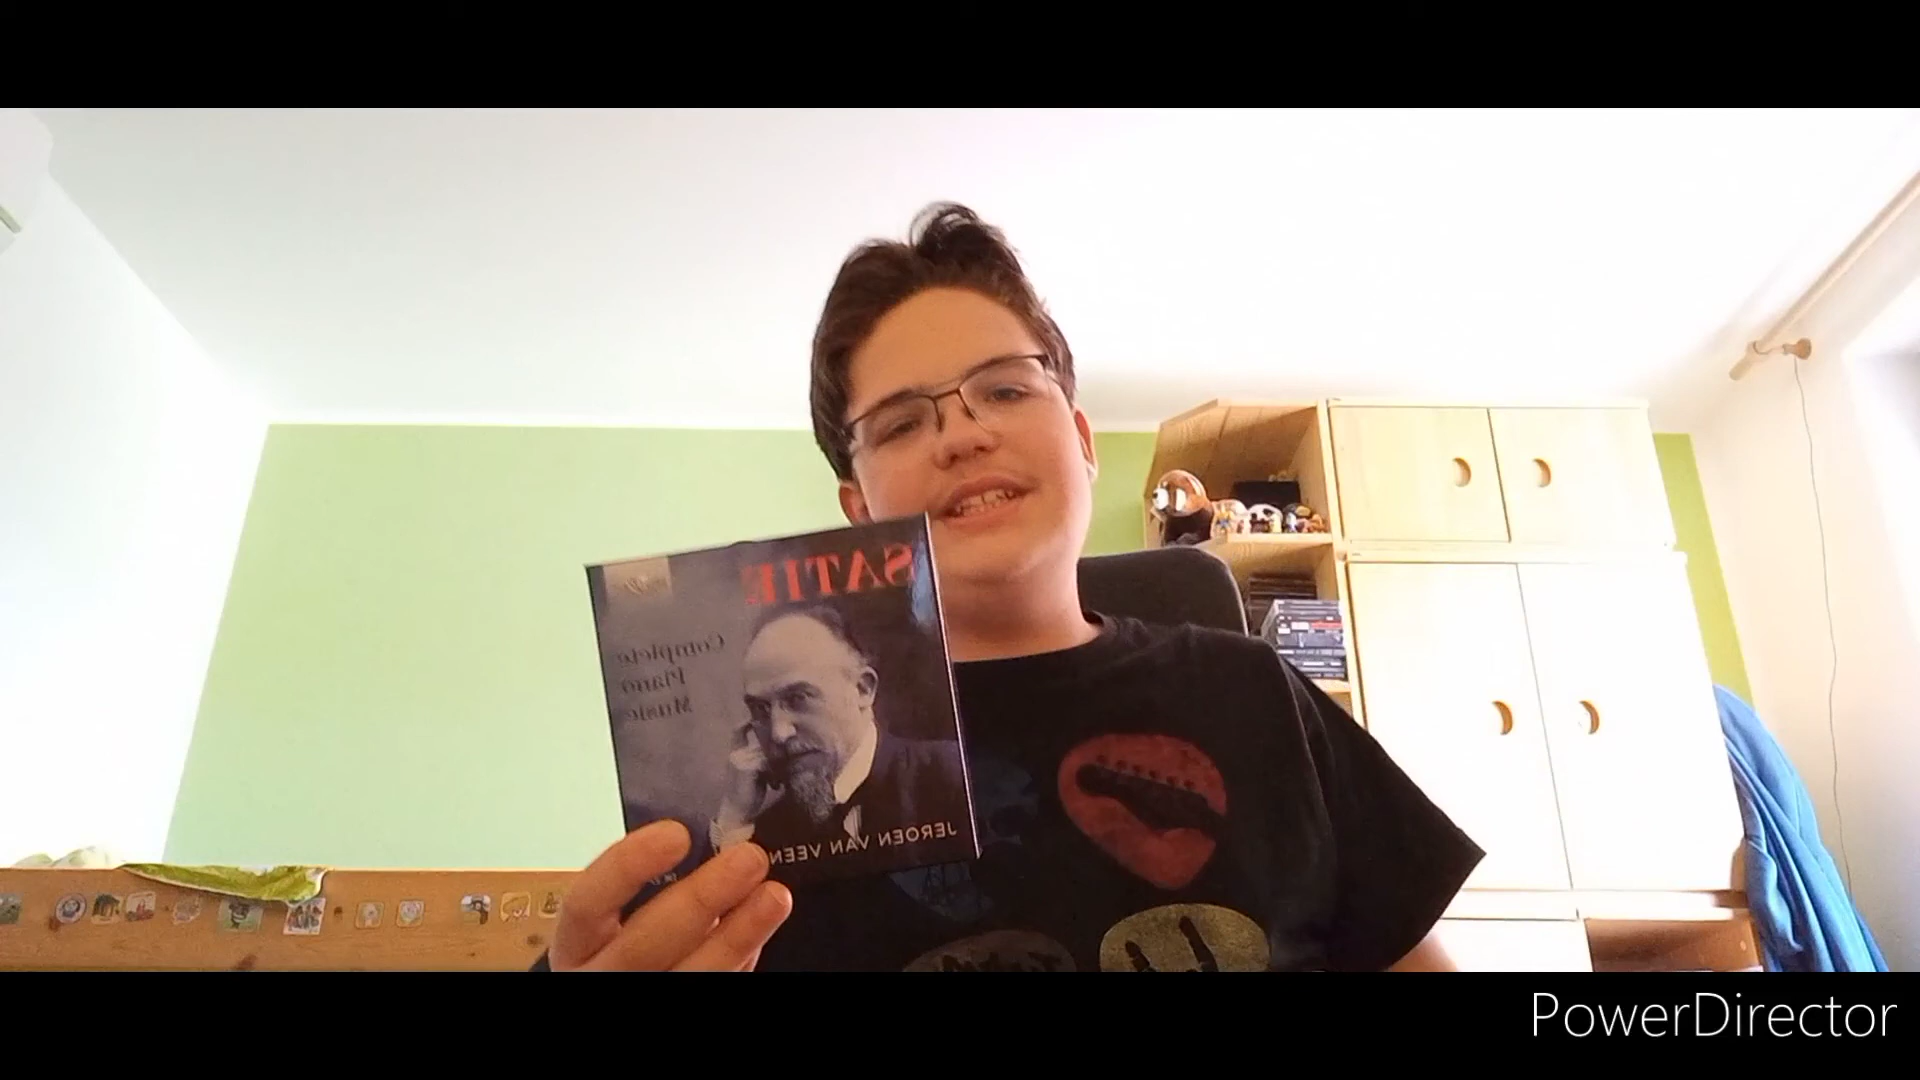 SATIE
Complete
Piano
Music
JEROEN VAN VEEN
PowerDirector